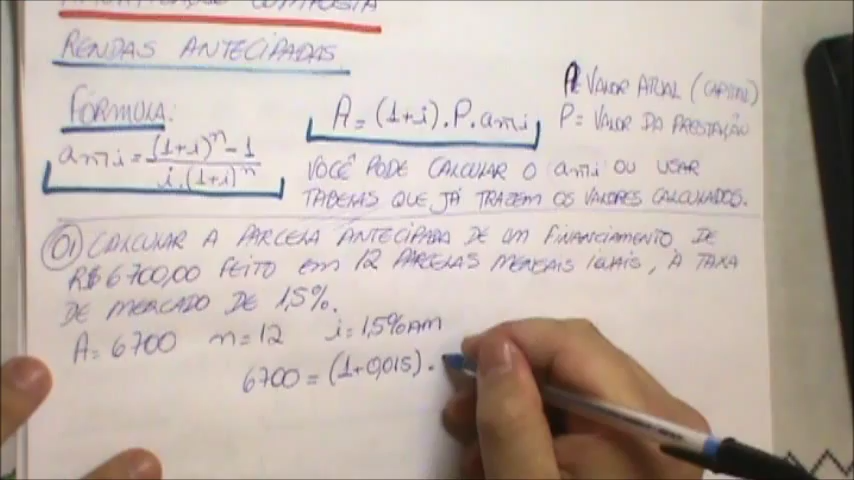 COMPOSTA
RENDAS ANTECIPADAS
FÓRMULA:
an¬i = (1+i)^n - 1 / i.(1+i)^n
A = (1+i).P.an¬i
A = VALOR ATUAL (CAPITAL)
P = VALOR DA PRESTAÇÃO
VOCÊ PODE CALCULAR O an¬i OU USAR
TABELAS QUE JÁ TRAZEM OS VALORES CALCULADOS.
01 CALCULAR A PARCELA ANTECIPADA DE UM FINANCIAMENTO DE
R$ 6700,00 FEITO EM 12 PARCELAS MENSAIS IGUAIS, À TAXA
DE MERCADO DE 1,5%.
A = 6700 n = 12 i = 1,5% AM
6700 = (1+0,015) .